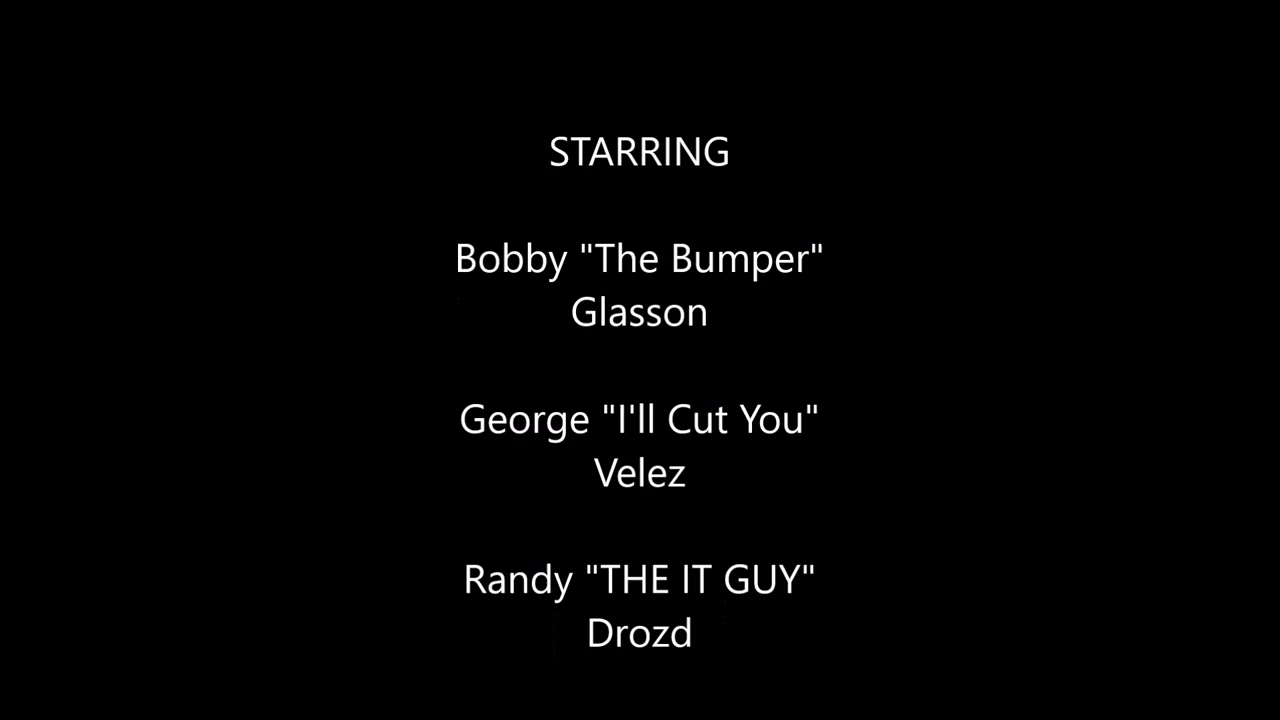 STARRING
Bobby "The Bumper"
Glasson
George "I'll Cut You"
Velez
Randy "THE IT GUY"
Drozd